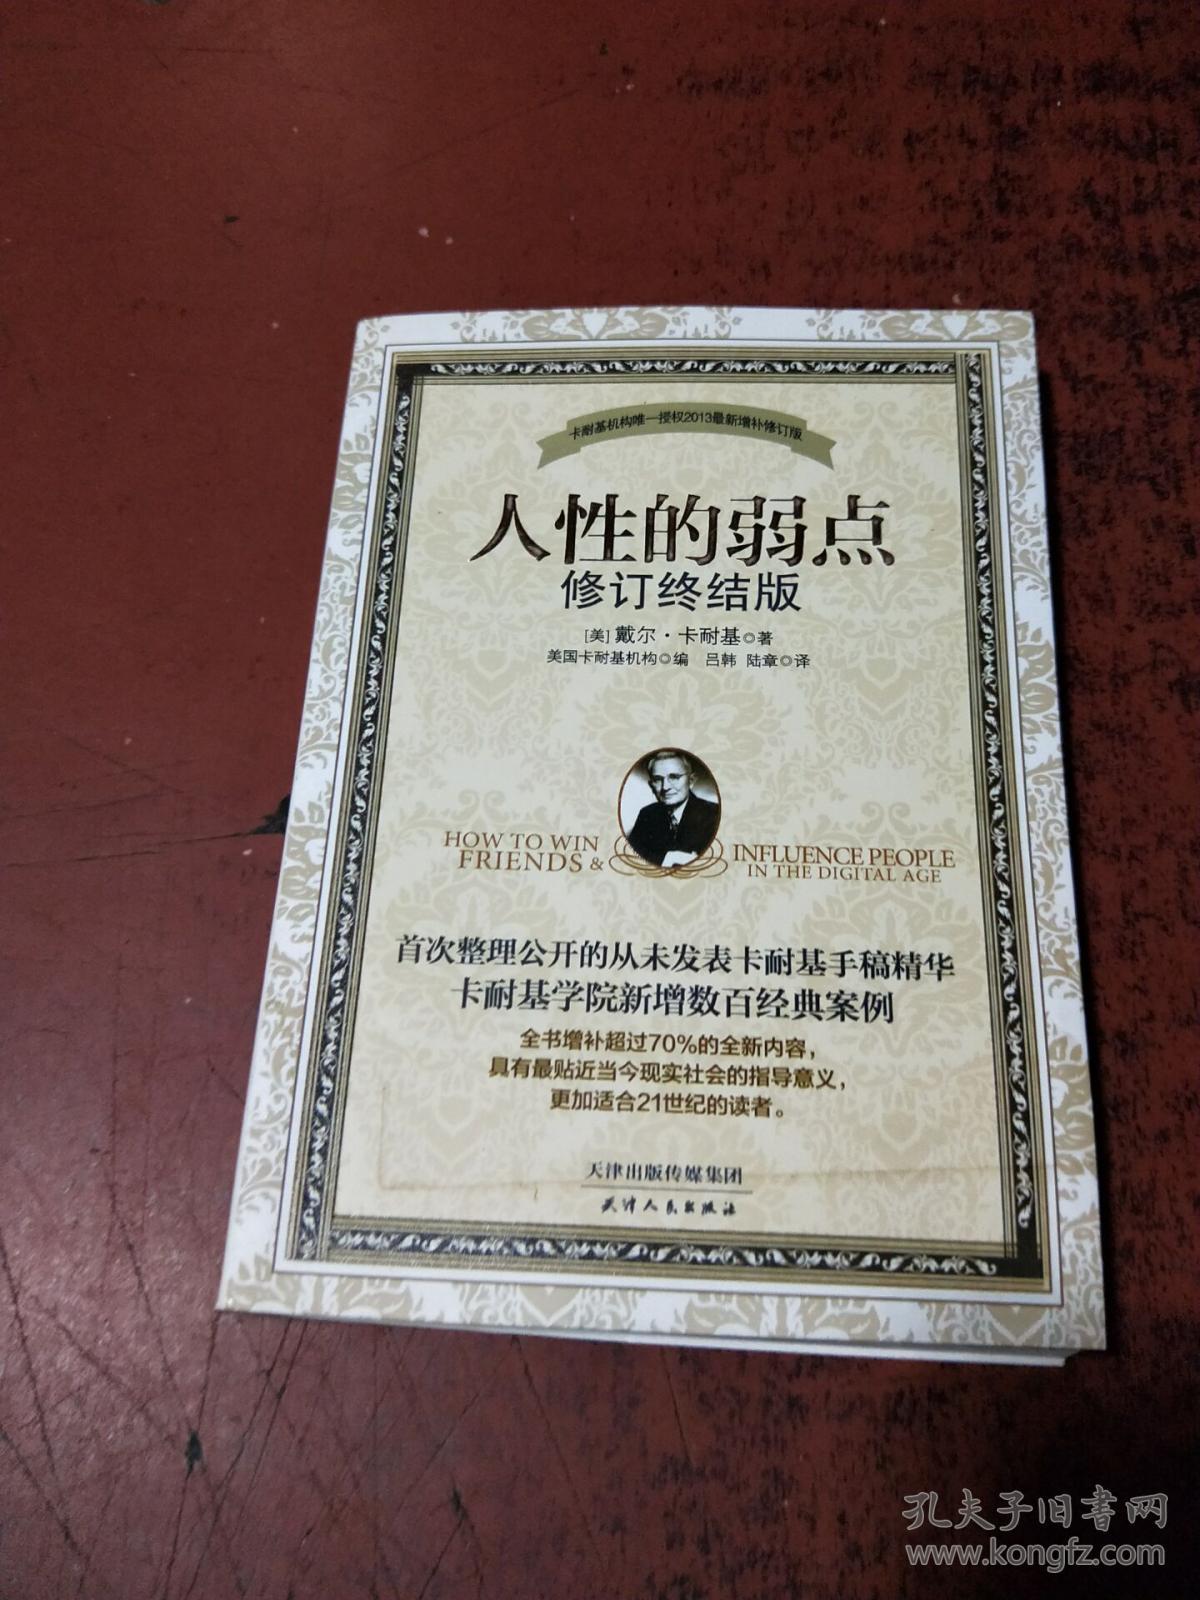 卡耐基机构唯一授权2013最新增补修订版
人性的弱点
修订终结版
[美] 戴尔·卡耐基◎著
美国卡耐基机构◎编 吕韩 陆章◎译
HOW TO WIN
FRIENDS &
INFLUENCE PEOPLE
IN THE DIGITAL AGE
首次整理公开的从未发表卡耐基手稿精华
卡耐基学院新增数百经典案例
全书增补超过70%的全新内容，
具有最贴近当今现实社会的指导意义，
更加适合21世纪的读者。
天津出版传媒集团
天津人民出版社
孔夫子旧書网
www.kongfz.com